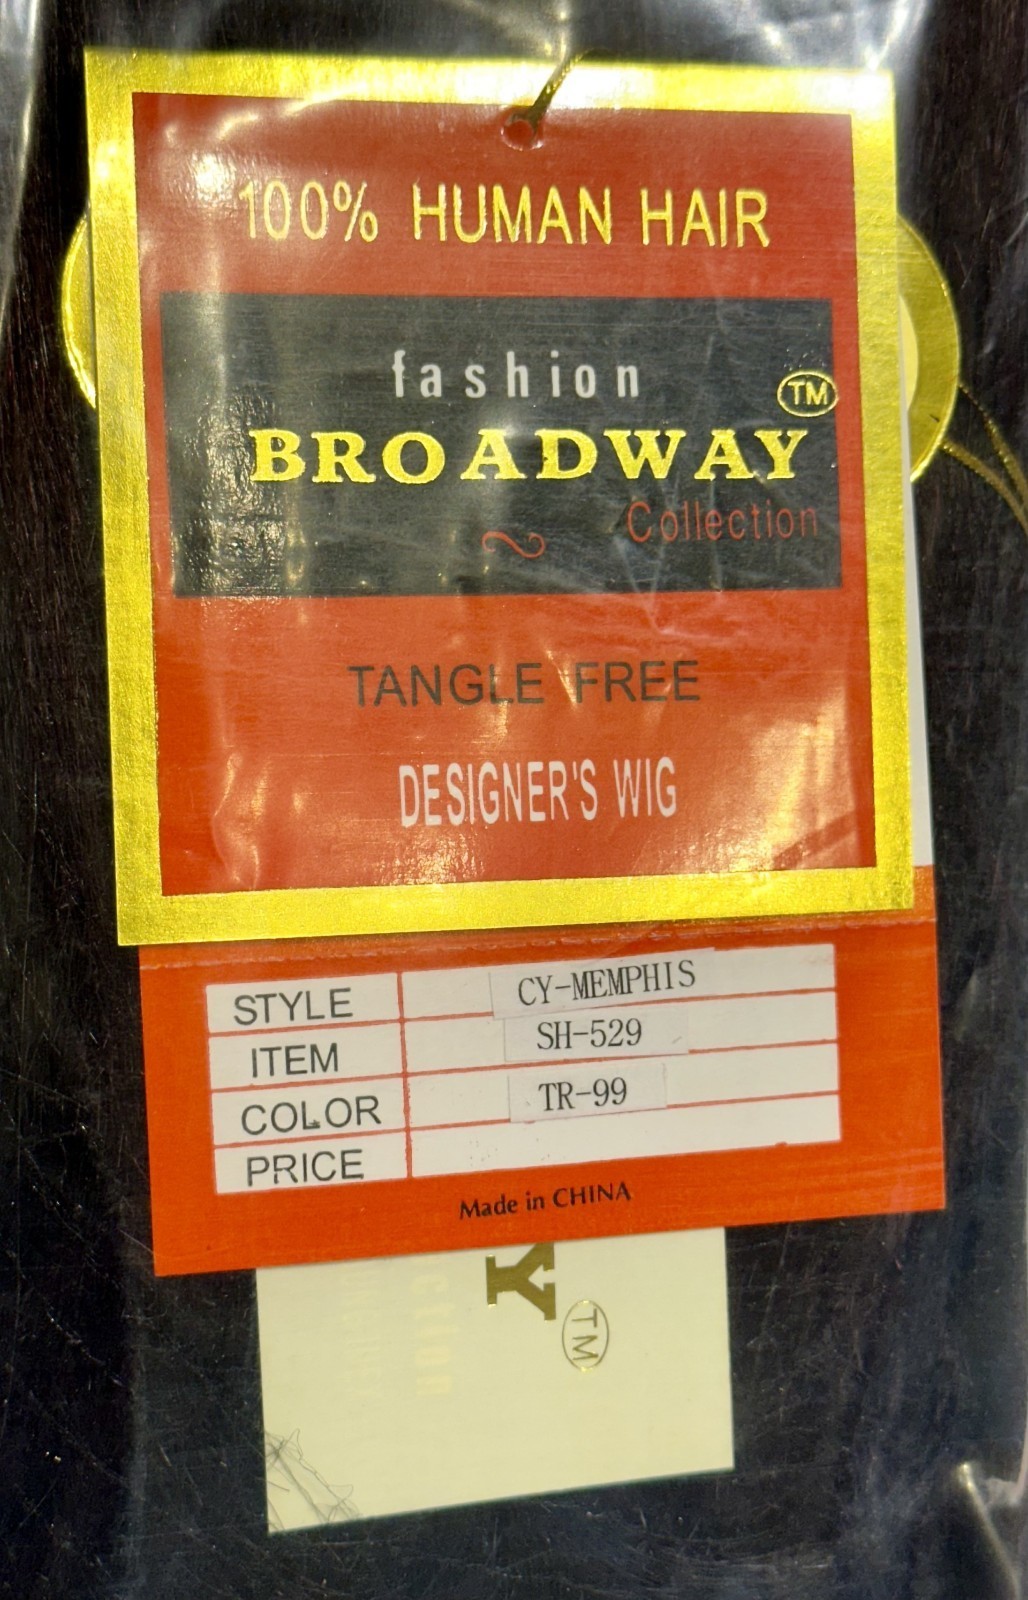 100% HUMAN HAIR
fashion
TM
BROADWAY
Collection
TANGLE FREE
DESIGNER'S WIG
STYLE CY-MEMPHIS
ITEM SH-529
COLOR TR-99
PRICE
Made in CHINA
Y
TM